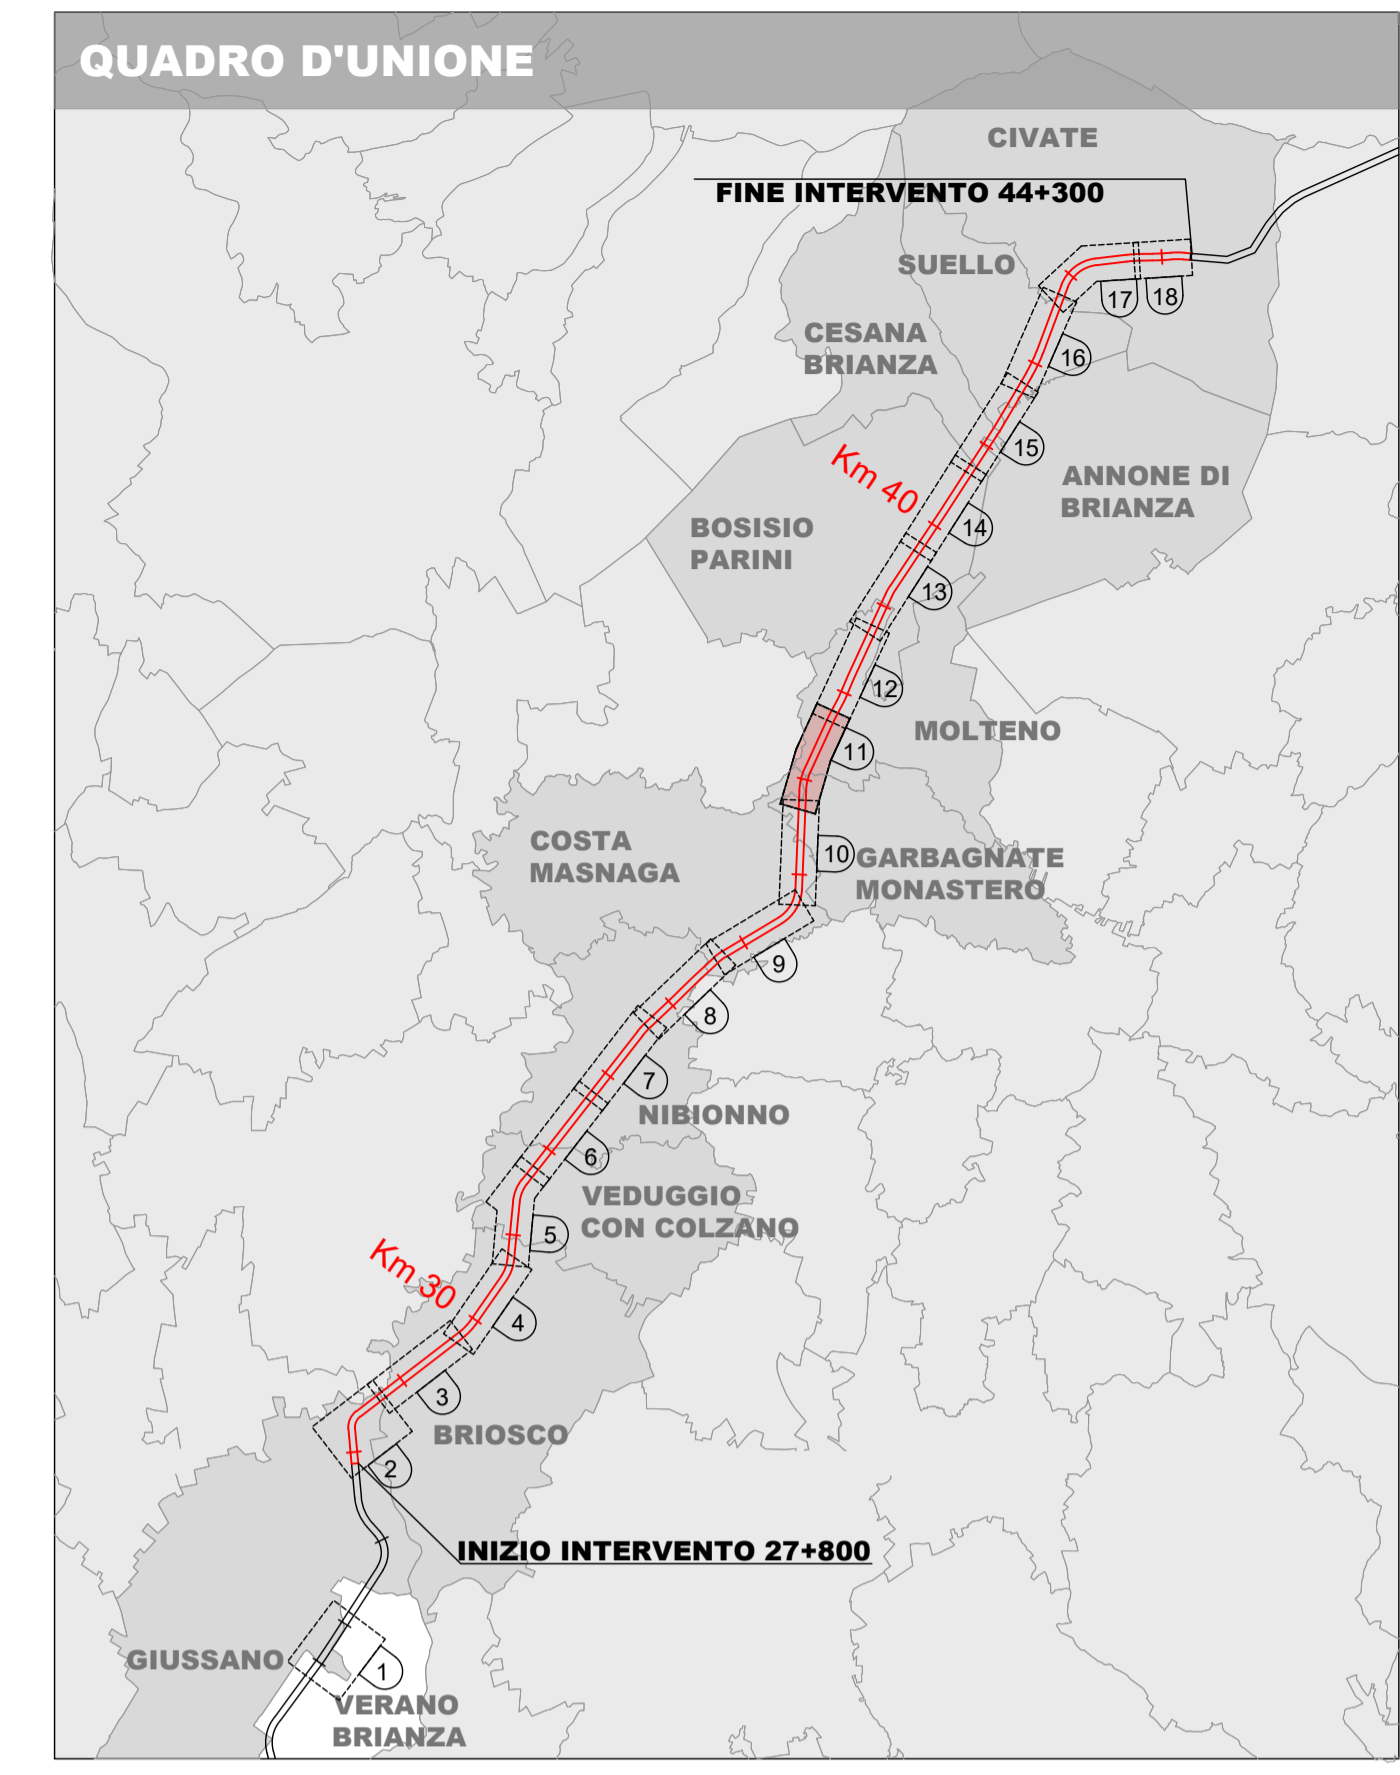 QUADRO D'UNIONE
CIVATE
FINE INTERVENTO 44+300
SUELLO
17
18
CESANA
BRIANZA
16
15
Km 40
ANNONE DI
BRIANZA
BOSISIO
PARINI
14
13
12
MOLTENO
11
COSTA
MASNAGA
10
GARBAGNATE
MONASTERO
9
8
7
NIBIONNO
6
VEDUGGIO
CON COLZANO
5
Km 30
4
3
BRIOSCO
2
INIZIO INTERVENTO 27+800
GIUSSANO
1
VERANO
BRIANZA